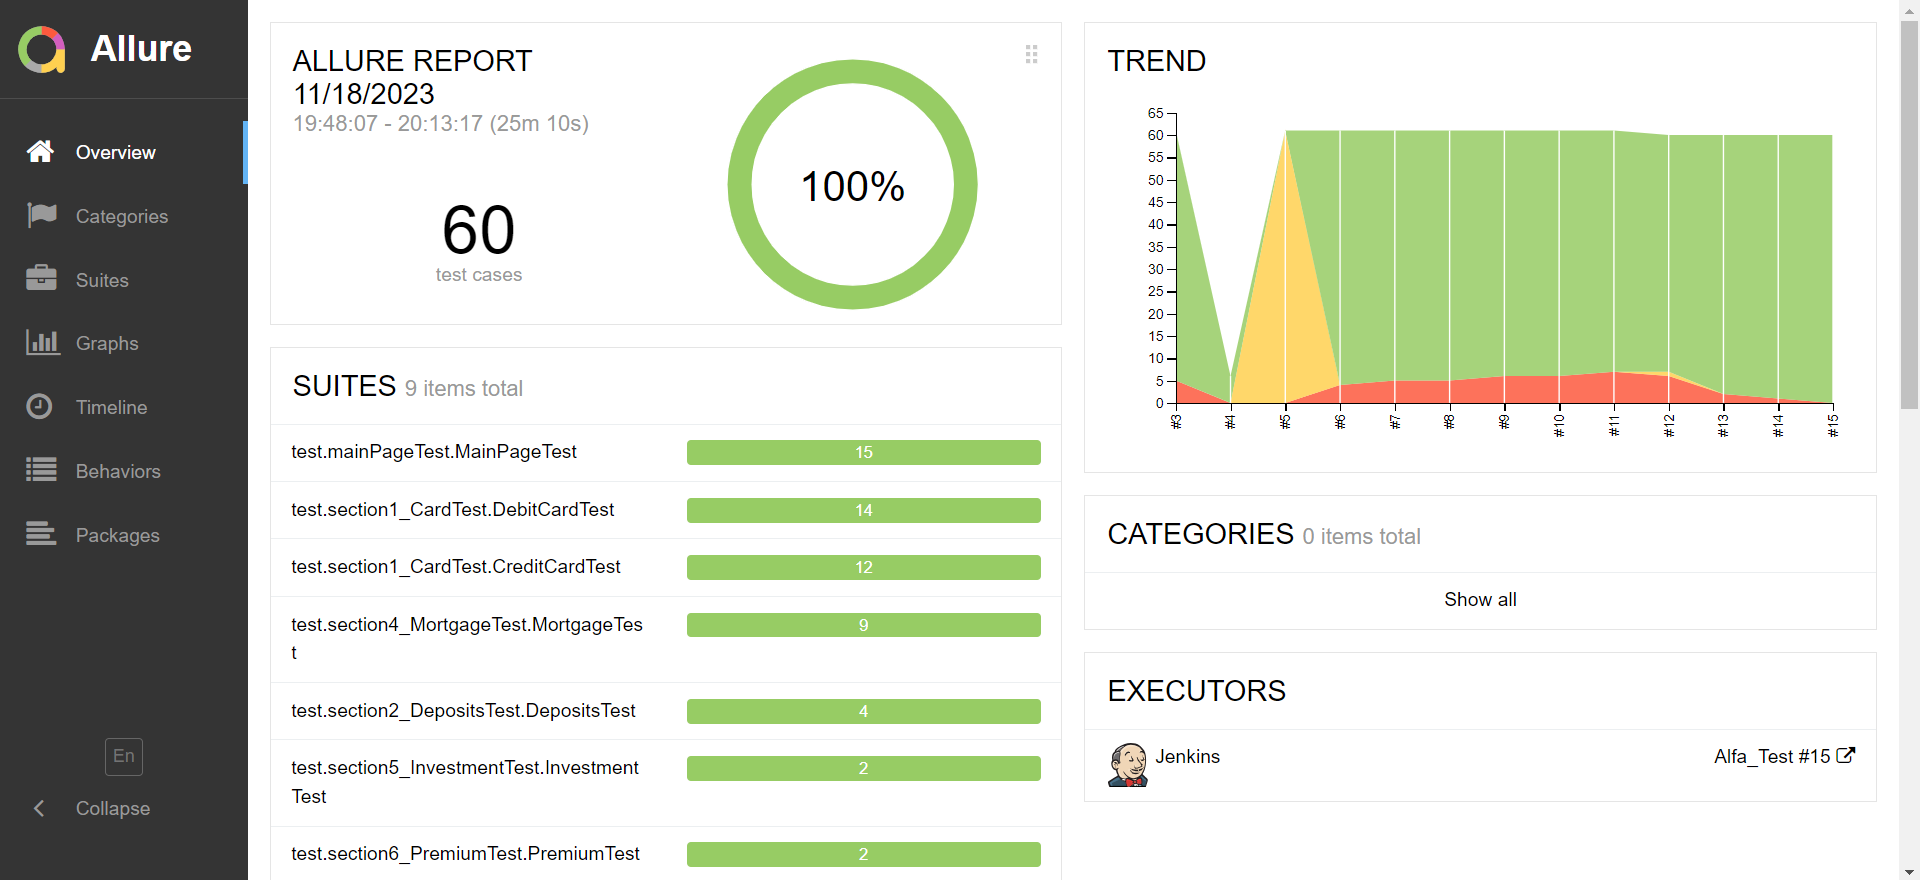 Allure
Overview
Categories
Suites
Graphs
Timeline
Behaviors
Packages
En
Collapse
ALLURE REPORT
11/18/2023
19:48:07 - 20:13:17 (25m 10s)
60
test cases
100%
SUITES 9 items total
test.mainPageTest.MainPageTest 15
test.section1_CardTest.DebitCardTest 14
test.section1_CardTest.CreditCardTest 12
test.section4_MortgageTest.MortgageTes 9
t
test.section2_DepositsTest.DepositsTest 4
test.section5_InvestmentTest.Investment 2
Test
test.section6_PremiumTest.PremiumTest 2
TREND
65
60
55
50
45
40
35
30
25
20
15
10
5
0
#3 #4 #5 #6 #7 #8 #9 #10 #11 #12 #13 #14 #15
CATEGORIES 0 items total
Show all
EXECUTORS
Jenkins Alfa_Test #15